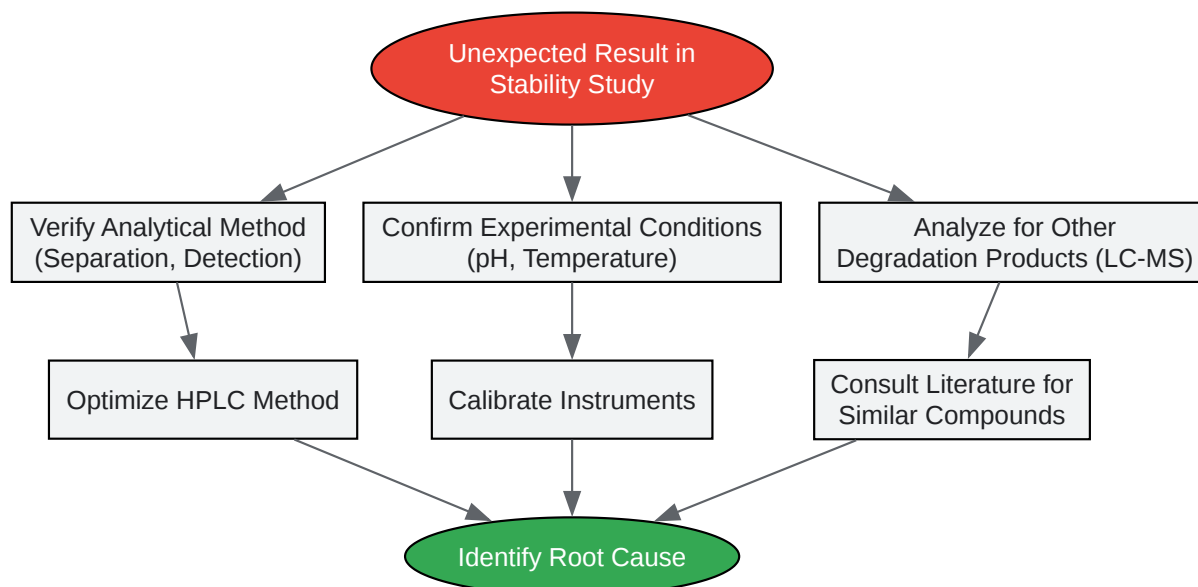 Unexpected Result in
Stability Study
Verify Analytical Method
(Separation, Detection)
Confirm Experimental Conditions
(pH, Temperature)
Analyze for Other
Degradation Products (LC-MS)
Optimize HPLC Method
Calibrate Instruments
Consult Literature for
Similar Compounds
Identify Root Cause